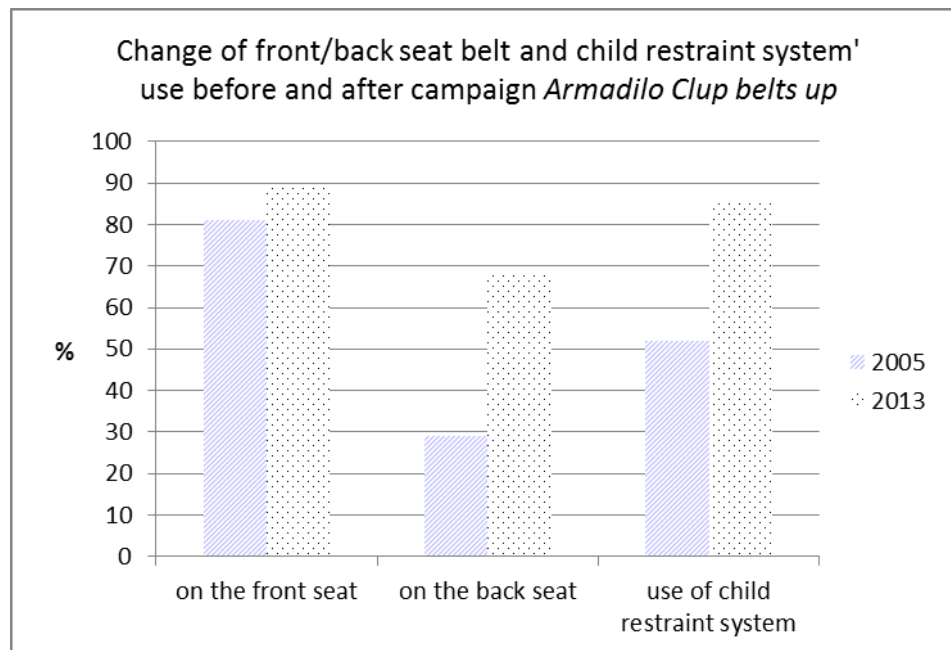 Change of front/back seat belt and child restraint system'
use before and after campaign Armadilo Clup belts up
100
90
80
70
60
50
40
30
20
10
0
%
on the front seat
on the back seat
use of child
restraint system
2005
2013